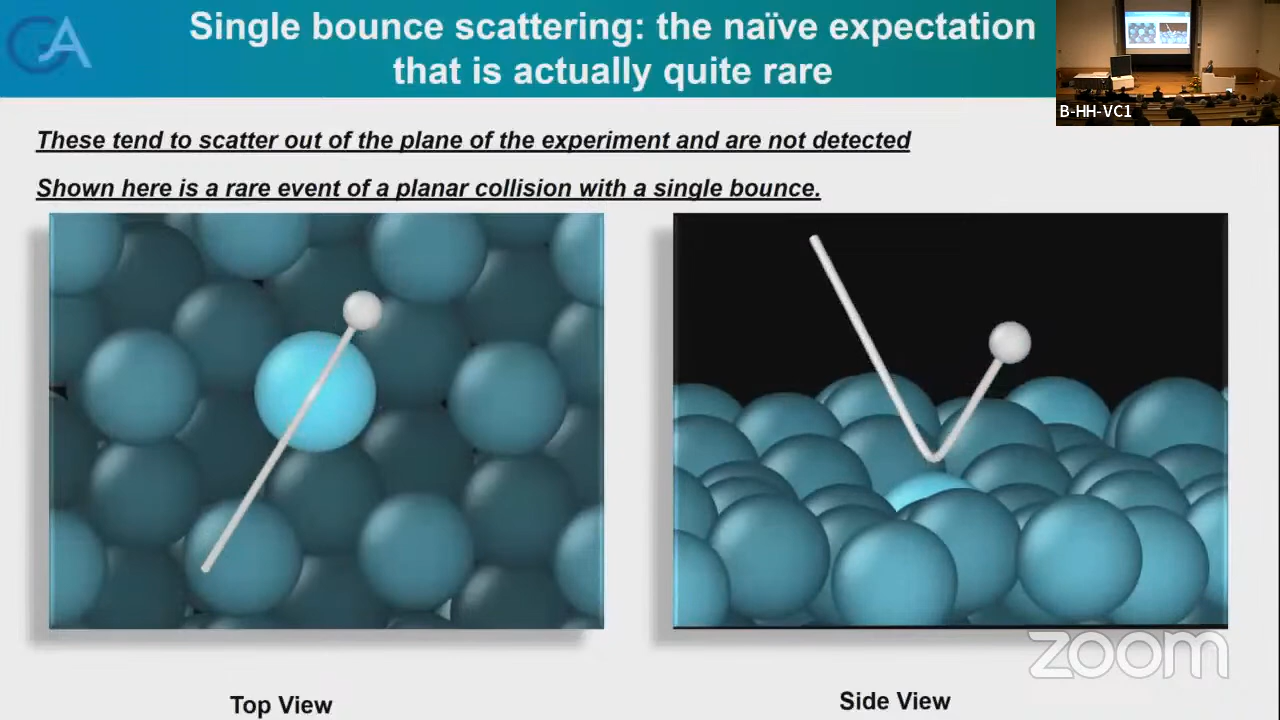 Single bounce scattering: the naïve expectation
that is actually quite rare
GA
B-HH-VC1
These tend to scatter out of the plane of the experiment and are not detected
Shown here is a rare event of a planar collision with a single bounce.
zoom
Top View
Side View